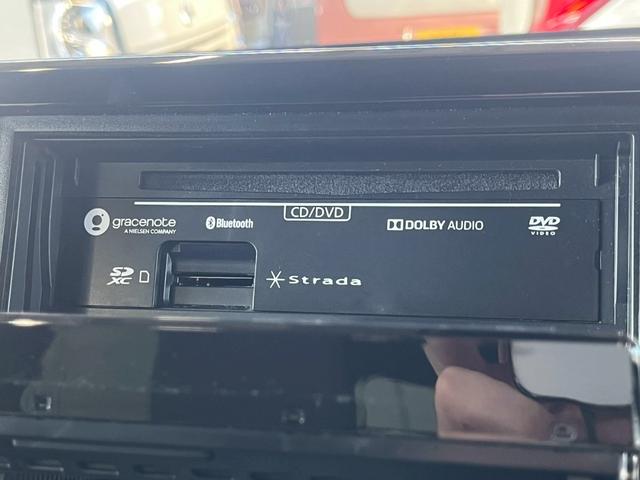 CD/DVD
gracenote
A NIELSEN COMPANY
Bluetooth
DOLBY AUDIO
DVD
VIDEO
SD
XC
Strada